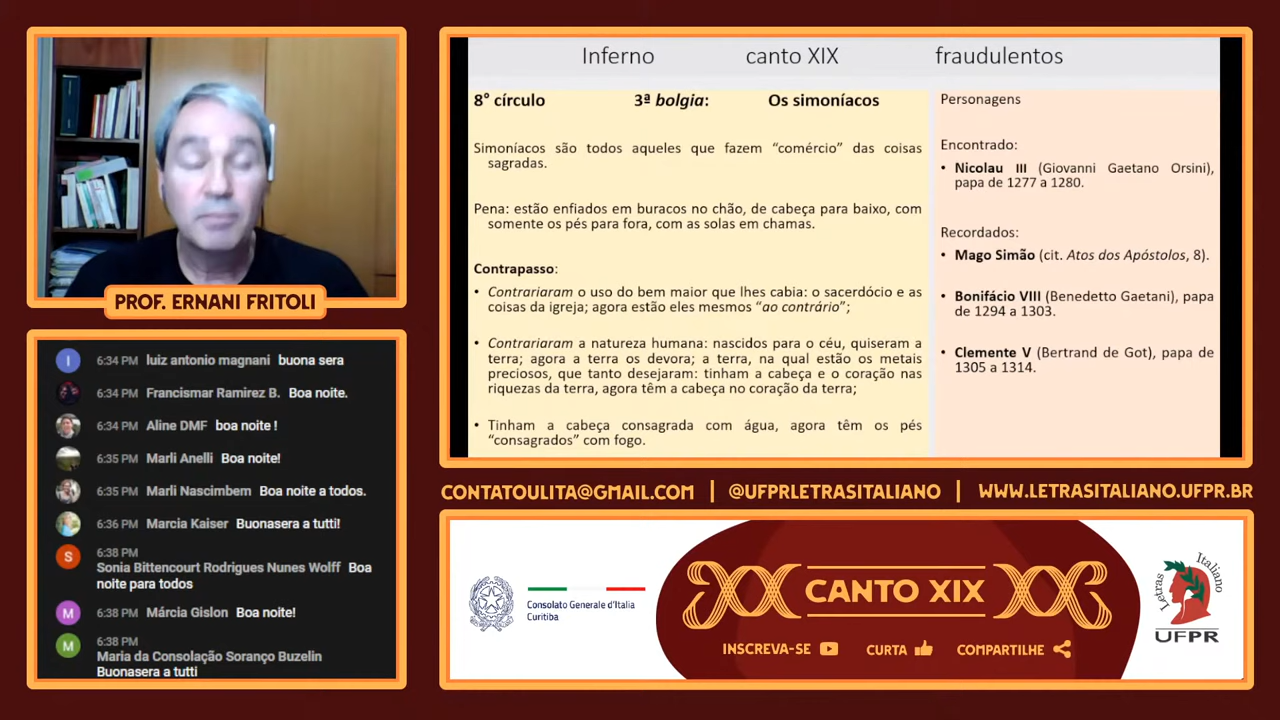 PROF. ERNANI FRITOLI
6:34 PM luiz antonio magnani buona sera
6:34 PM Francismar Ramirez B. Boa noite.
6:34 PM Aline DMF boa noite !
6:35 PM Marli Anelli Boa noite!
6:35 PM Marli Nascimbem Boa noite a todos.
6:36 PM Marcia Kaiser Buonasera a tutti!
S
6:38 PM
Sonia Bittencourt Rodrigues Nunes Wolff Boa
noite para todos
M 6:38 PM Márcia Gislon Boa noite!
M
6:38 PM
Maria da Consolação Soranço Buzelin
Buonasera a tutti
Inferno canto XIX fraudulentos
8° círculo 3ª bolgia: Os simoníacos
Simoníacos são todos aqueles que fazem “comércio” das coisas
sagradas.
Pena: estão enfiados em buracos no chão, de cabeça para baixo, com
somente os pés para fora, com as solas em chamas.
Contrapasso:
• Contrariaram o uso do bem maior que lhes cabia: o sacerdócio e as
coisas da igreja; agora estão eles mesmos “ao contrário”;
• Contrariaram a natureza humana: nascidos para o céu, quiseram a
terra; agora a terra os devora; a terra, na qual estão os metais
preciosos, que tanto desejaram: tinham a cabeça e o coração nas
riquezas da terra, agora têm a cabeça no coração da terra;
• Tinham a cabeça consagrada com água, agora têm os pés
“consagrados” com fogo.
Personagens
Encontrado:
• Nicolau III (Giovanni Gaetano Orsini),
papa de 1277 a 1280.
Recordados:
• Mago Simão (cit. Atos dos Apóstolos, 8).
• Bonifácio VIII (Benedetto Gaetani), papa
de 1294 a 1303.
• Clemente V (Bertrand de Got), papa de
1305 a 1314.
CONTATOULITA@GMAIL.COM | @UFPRLETRASITALIANO | WWW.LETRASITALIANO.UFPR.BR
Consolato Generale d'Italia
Curitiba
CANTO XIX
INSCREVA-SE CURTA COMPARTILHE
Letras Italiano
UFPR